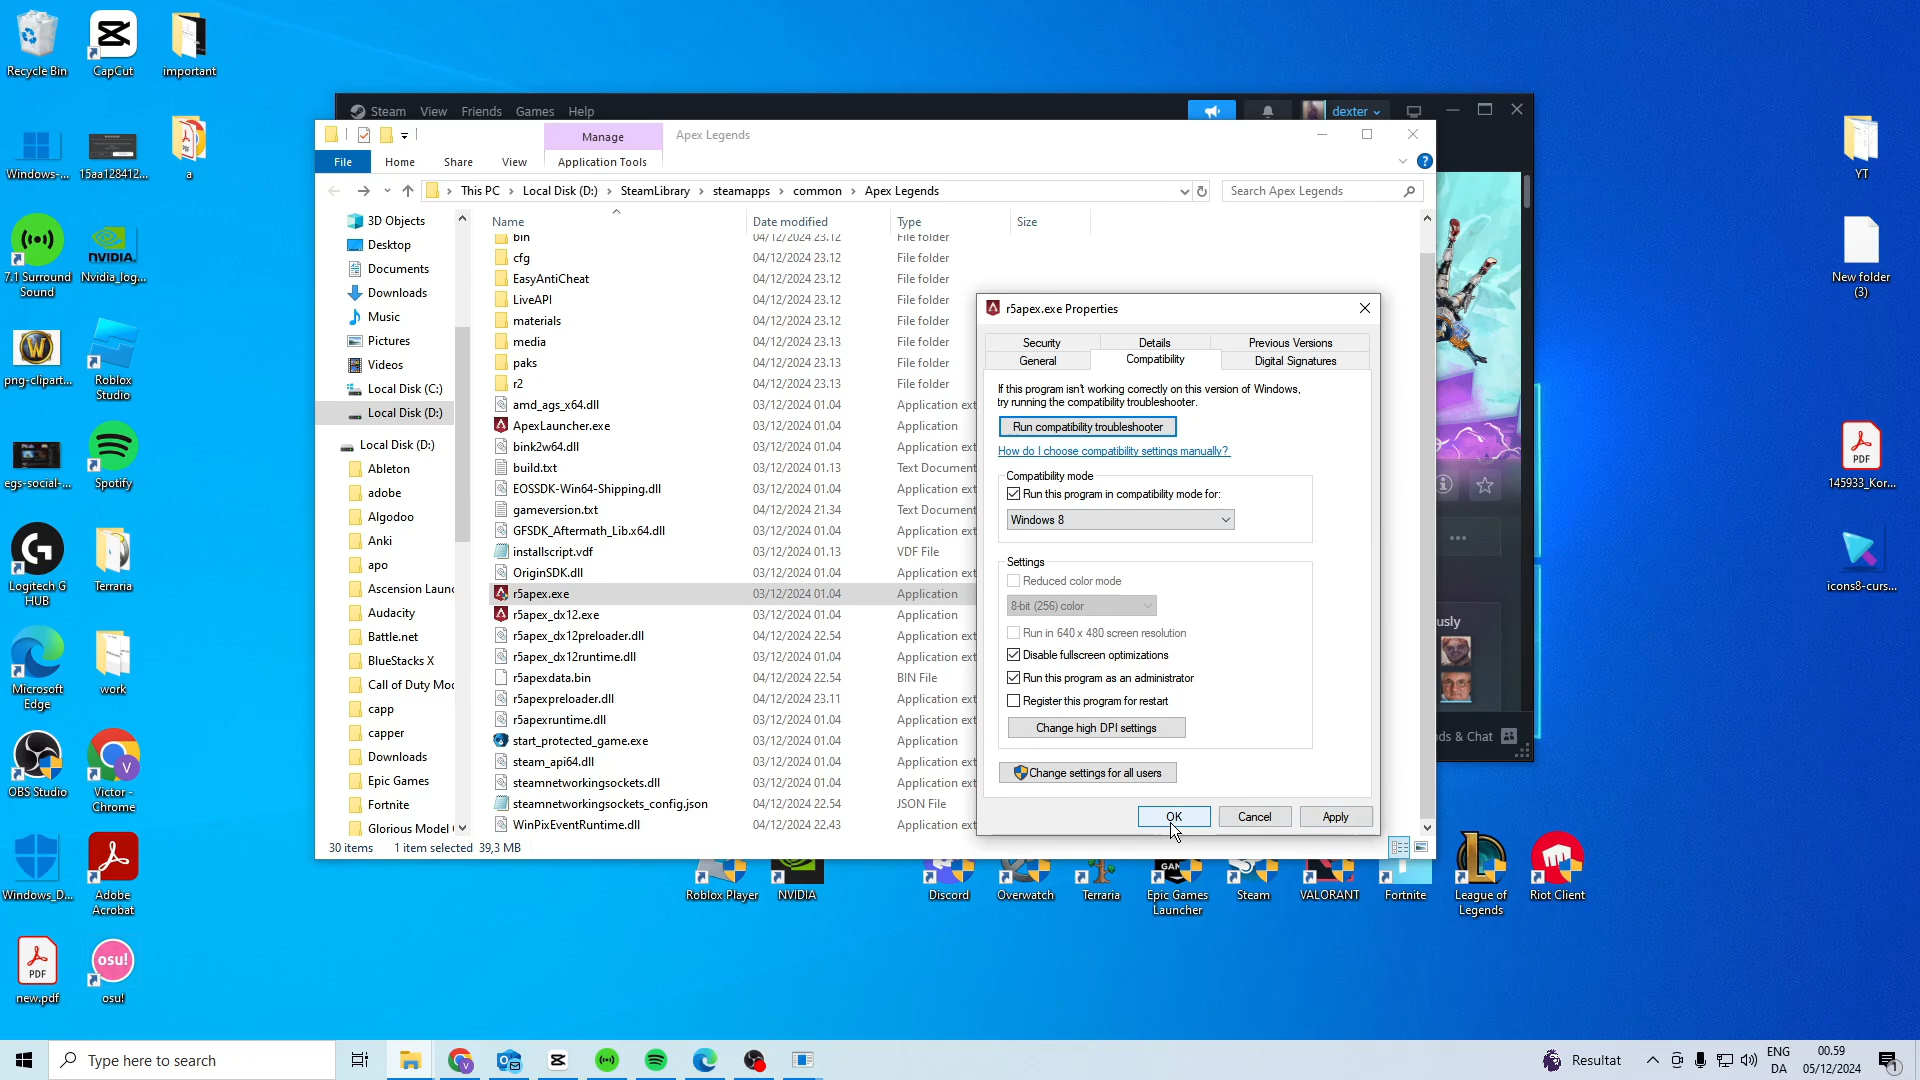 Recycle Bin
CapCut
important
Windows-...
15aa128412...
a
7.1 Surround
Sound
Nvidia_log...
png-clipart...
Roblox
Studio
egs-social-...
Spotify
Logitech G
HUB
Terraria
Microsoft
Edge
work
OBS Studio
Victor -
Chrome
Windows_D...
Adobe
Acrobat
new.pdf
osu!
Steam View Friends Games Help
dexter
Manage
Apex Legends
File Home Share View Application Tools
This PC > Local Disk (D:) > SteamLibrary > steamapps > common > Apex Legends
Search Apex Legends
3D Objects
Desktop
Documents
Downloads
Music
Pictures
Videos
Local Disk (C:)
Local Disk (D:)
Local Disk (D:)
Ableton
adobe
Algodoo
Anki
apo
Ascension Laun
Audacity
Battle.net
BlueStacks X
Call of Duty Mo
capp
capper
Downloads
Epic Games
Fortnite
Glorious Model
Name Date modified Type Size
bin 04/12/2024 23.12 File folder
cfg 04/12/2024 23.12 File folder
EasyAntiCheat 04/12/2024 23.12 File folder
LiveAPI 04/12/2024 23.12 File folder
materials 04/12/2024 23.12 File folder
media 04/12/2024 23.13 File folder
paks 04/12/2024 23.13 File folder
r2 04/12/2024 23.13 File folder
amd_ags_x64.dll 03/12/2024 01.04 Application ext
ApexLauncher.exe 03/12/2024 01.04 Application
bink2w64.dll 03/12/2024 01.04 Application ext
build.txt 03/12/2024 01.13 Text Document
EOSSDK-Win64-Shipping.dll 03/12/2024 01.04 Application ext
gameversion.txt 04/12/2024 21.34 Text Document
GFSDK_Aftermath_Lib.x64.dll 03/12/2024 01.04 Application ext
installscript.vdf 03/12/2024 01.13 VDF File
OriginSDK.dll 03/12/2024 01.04 Application ext
r5apex.exe 03/12/2024 01.04 Application
r5apex_dx12.exe 03/12/2024 01.04 Application
r5apex_dx12preloader.dll 04/12/2024 22.54 Application ext
r5apex_dx12runtime.dll 03/12/2024 01.04 Application ext
r5apexdata.bin 04/12/2024 22.54 BIN File
r5apexpreloader.dll 04/12/2024 23.11 Application ext
r5apexruntime.dll 03/12/2024 01.04 Application ext
start_protected_game.exe 03/12/2024 01.04 Application
steam_api64.dll 03/12/2024 01.04 Application ext
steamnetworkingsockets.dll 03/12/2024 01.04 Application ext
steamnetworkingsockets_config.json 04/12/2024 22.54 JSON File
WinPixEventRuntime.dll 04/12/2024 22.43 Application ext
30 items 1 item selected 39,3 MB
r5apex.exe Properties
Security Details Previous Versions
General Compatibility Digital Signatures
If this program isn't working correctly on this version of Windows,
try running the compatibility troubleshooter.
Run compatibility troubleshooter
How do I choose compatibility settings manually?
Compatibility mode
Run this program in compatibility mode for:
Windows 8
Settings
Reduced color mode
8-bit (256) color
Run in 640 x 480 screen resolution
Disable fullscreen optimizations
Run this program as an administrator
Register this program for restart
Change high DPI settings
Change settings for all users
OK Cancel Apply
usly
ds & Chat
YT
New folder
(3)
PDF
145933_Kor...
icons8-curs...
Roblox Player
NVIDIA
Discord
Overwatch
Terraria
Epic Games
Launcher
Steam
VALORANT
Fortnite
League of
Legends
Riot Client
Type here to search
Resultat
ENG
DA
00.59
05/12/2024
1